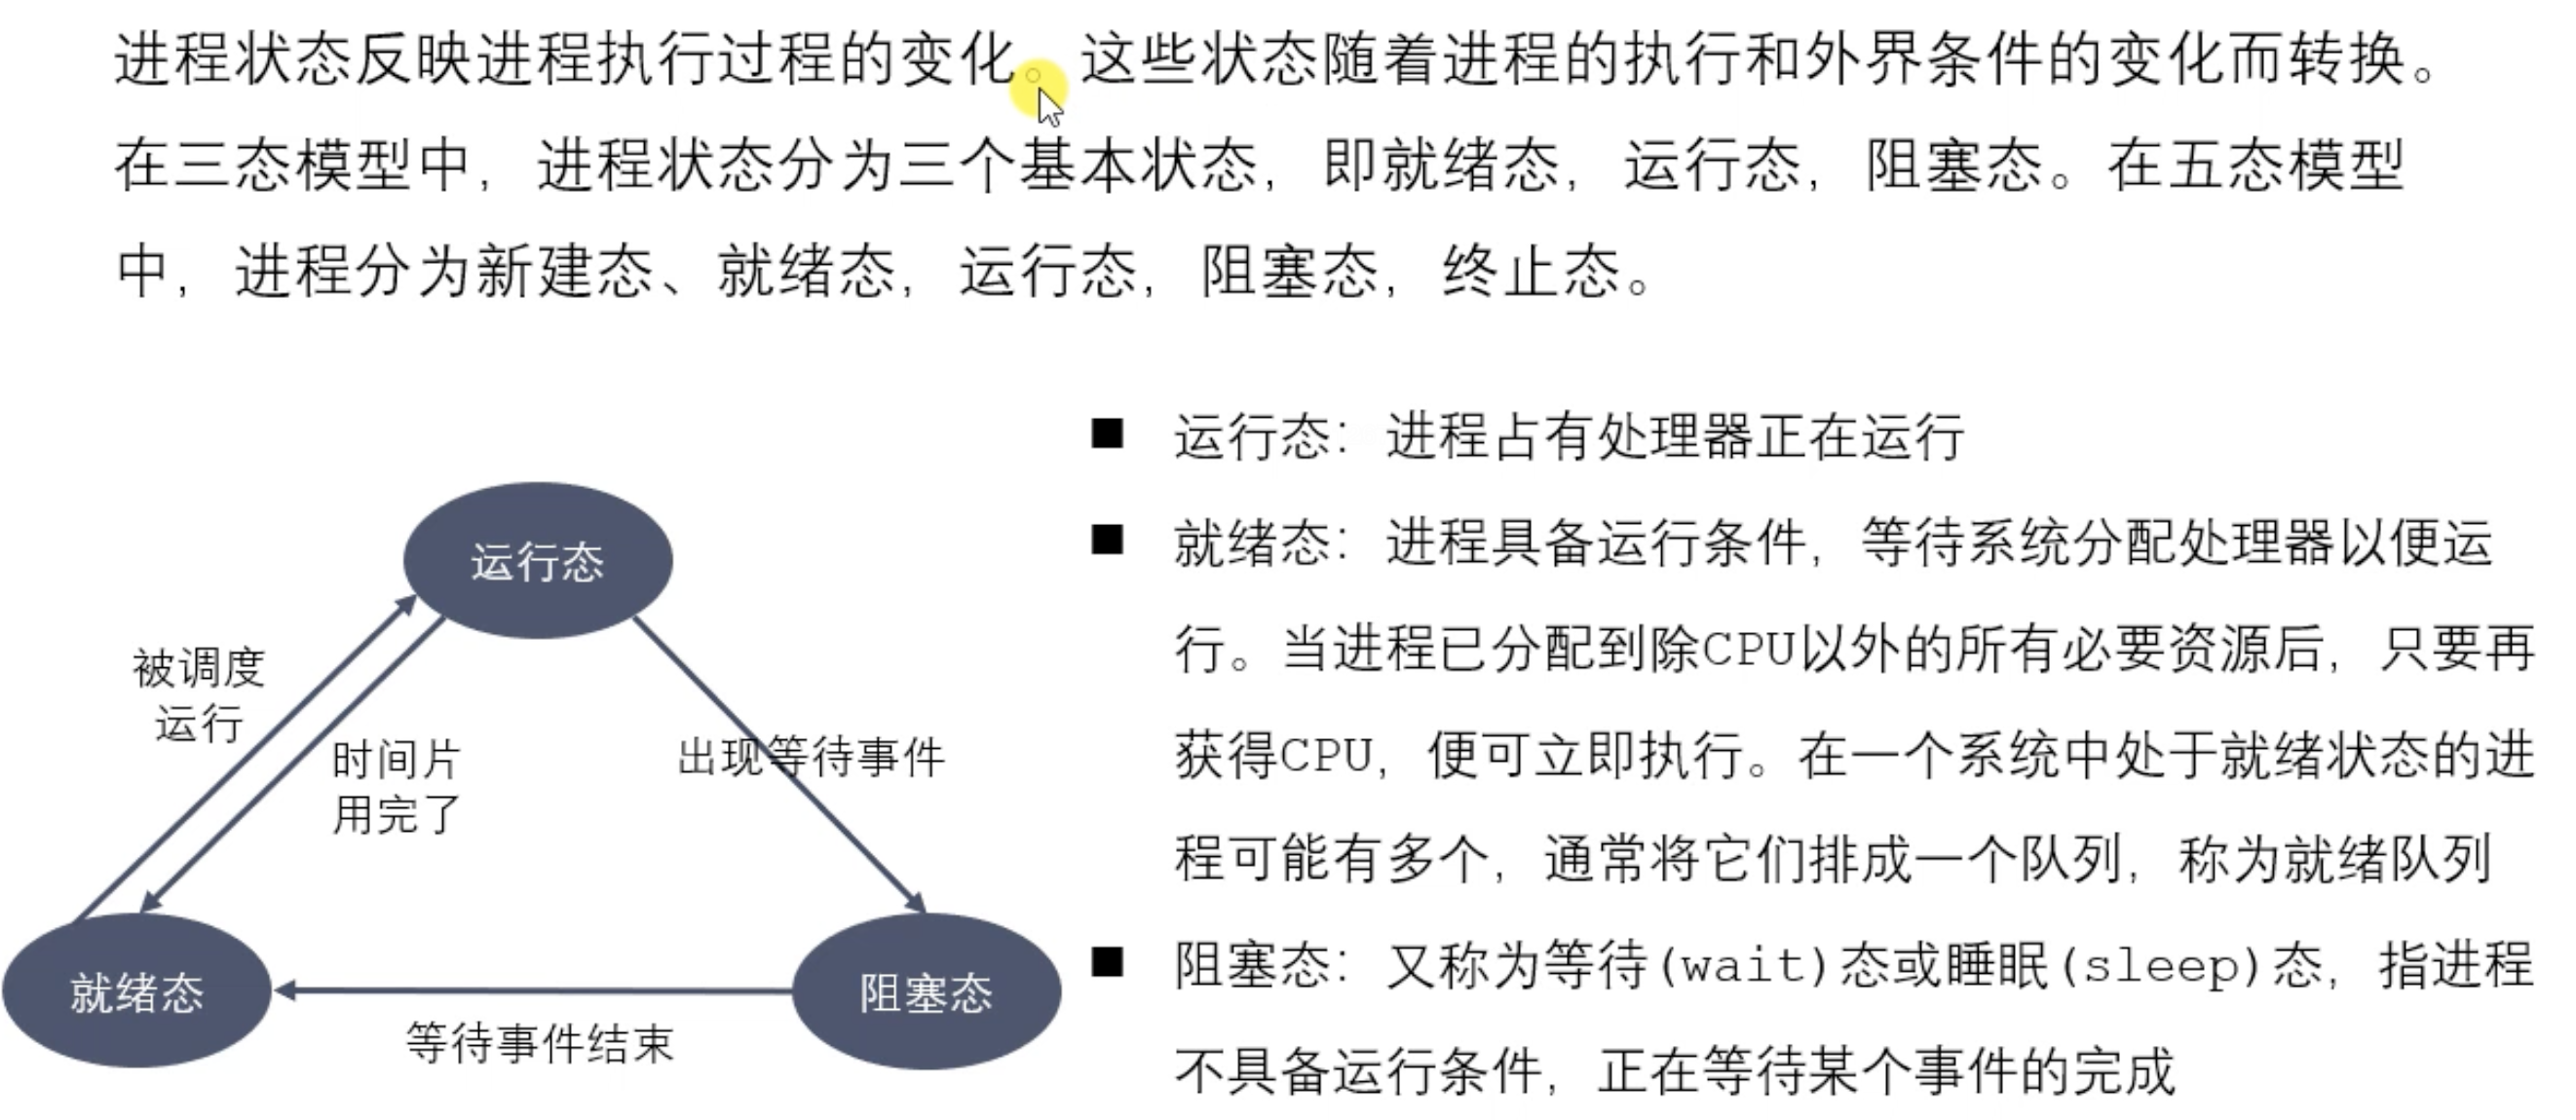 进程状态反映进程执行过程的变化。这些状态随着进程的执行和外界条件的变化而转换。
在三态模型中，进程状态分为三个基本状态，即就绪态，运行态，阻塞态。在五态模型
中，进程分为新建态、就绪态，运行态，阻塞态，终止态。
运行态
被调度
运行
时间片
用完了
出现等待事件
就绪态
阻塞态
等待事件结束
■ 运行态：进程占有处理器正在运行
■ 就绪态：进程具备运行条件，等待系统分配处理器以便运
行。当进程已分配到除CPU以外的所有必要资源后，只要再
获得CPU，便可立即执行。在一个系统中处于就绪状态的进
程可能有多个，通常将它们排成一个队列，称为就绪队列
■ 阻塞态：又称为等待(wait)态或睡眠(sleep)态，指进程
不具备运行条件，正在等待某个事件的完成